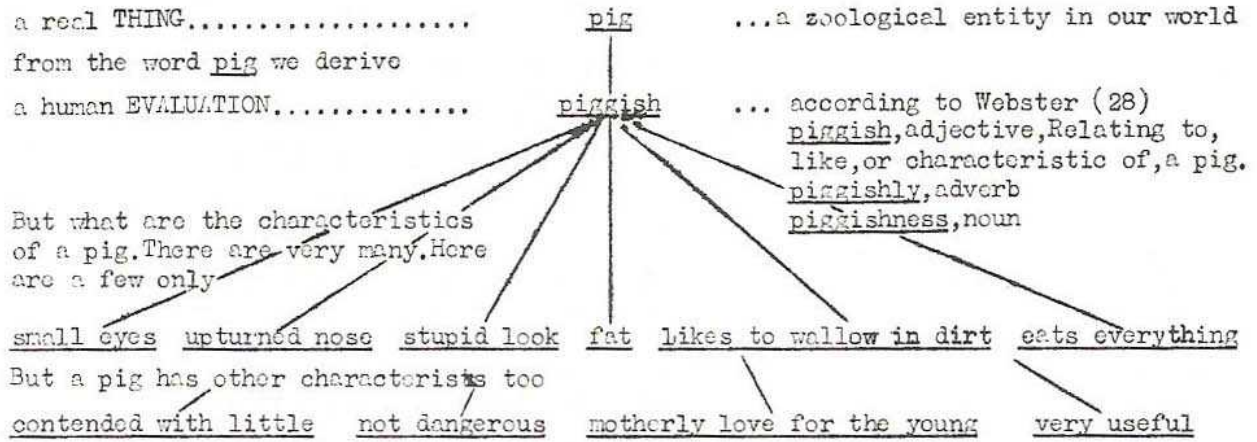 a real THING.................... pig ...a zoological entity in our world
from the word pig we derive
a human EVALUATION............... piggish ... according to Webster (28)
piggish,adjective,Relating to,
like,or characteristic of,a pig.
piggishly,adverb
piggishness,noun
But what are the characteristics
of a pig.There are very many.Here
are a few only
small eyes upturned nose stupid look fat Likes to wallow in dirt eats everything
But a pig has other characterists too
contended with little not dangerous motherly love for the young very useful